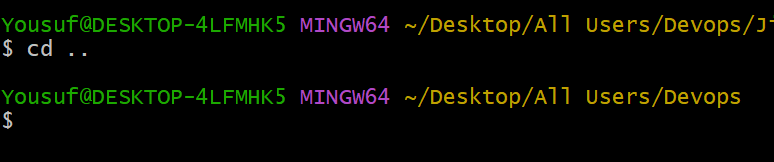 Yousuf@DESKTOP-4LFMHK5 MINGW64 ~/Desktop/All Users/Devops/
$ cd ..
Yousuf@DESKTOP-4LFMHK5 MINGW64 ~/Desktop/All Users/Devops
$